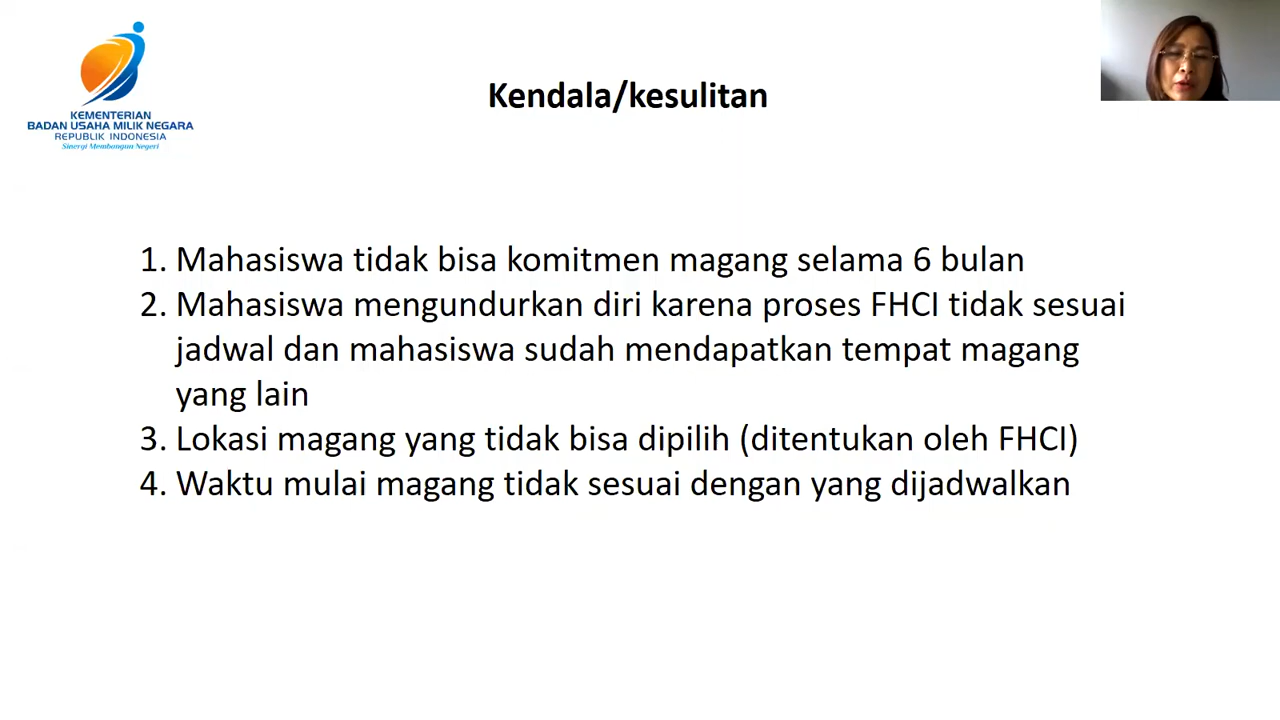 KEMENTERIAN
BADAN USAHA MILIK NEGARA
REPUBLIK INDONESIA
Sinergi Membangun Negeri
Kendala/kesulitan
1. Mahasiswa tidak bisa komitmen magang selama 6 bulan
2. Mahasiswa mengundurkan diri karena proses FHCI tidak sesuai
jadwal dan mahasiswa sudah mendapatkan tempat magang
yang lain
3. Lokasi magang yang tidak bisa dipilih (ditentukan oleh FHCI)
4. Waktu mulai magang tidak sesuai dengan yang dijadwalkan